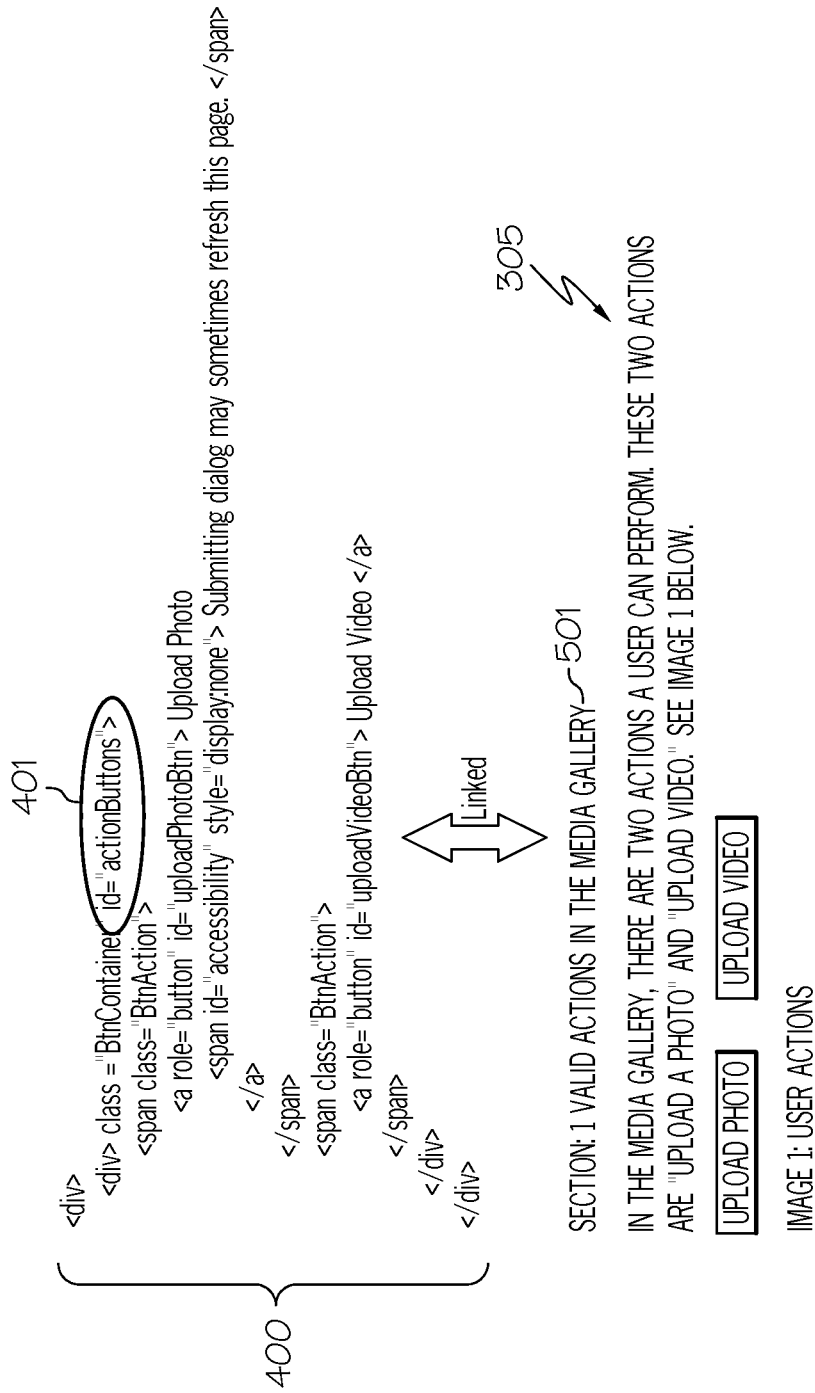 401
<div>
<div> class ="BtnContainer" id="actionButtons">
<span class="BtnAction">
<a role="button" id="uploadPhotoBtn"> Upload Photo
<span id="accessibility" style="display:none"> Submitting dialog may sometimes refresh this page. </span>
</a>
</span>
<span class="BtnAction">
<a role="button" id="uploadVideoBtn"> Upload Video </a>
</span>
</div>
</div>
400
Linked
305
SECTION: 1 VALID ACTIONS IN THE MEDIA GALLERY 501
IN THE MEDIA GALLERY, THERE ARE TWO ACTIONS A USER CAN PERFORM. THESE TWO ACTIONS
ARE "UPLOAD A PHOTO" AND "UPLOAD VIDEO." SEE IMAGE 1 BELOW.
UPLOAD PHOTO UPLOAD VIDEO
IMAGE 1: USER ACTIONS